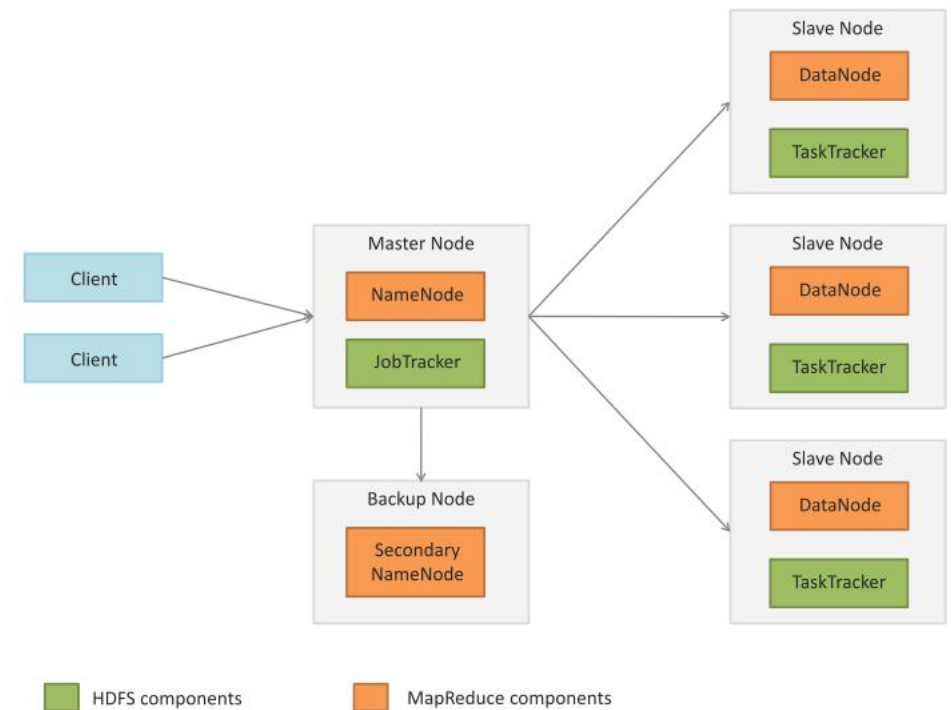 Slave Node
DataNode
TaskTracker
Client
Client
Master Node
NameNode
JobTracker
Slave Node
DataNode
TaskTracker
Backup Node
Secondary
NameNode
Slave Node
DataNode
TaskTracker
HDFS components
MapReduce components